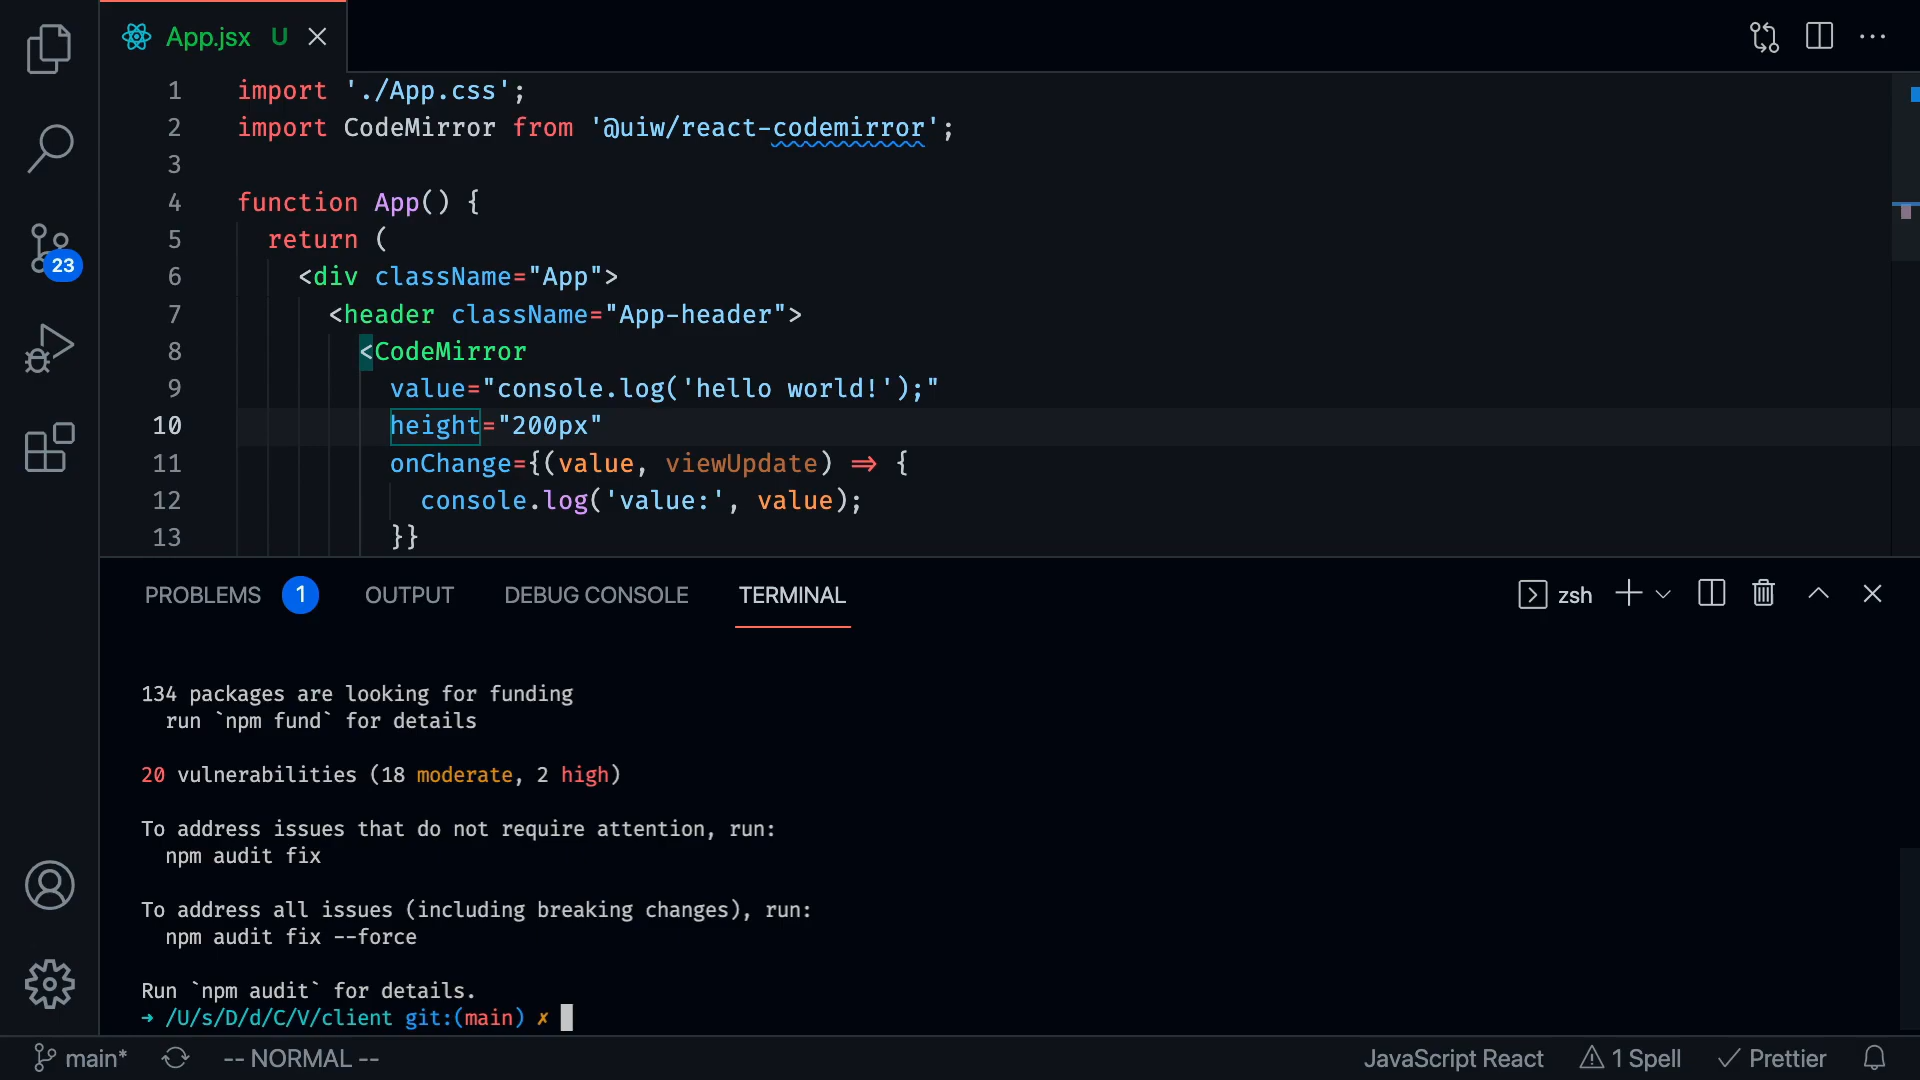 App.jsx U
1 import './App.css';
2 import CodeMirror from '@uiw/react-codemirror';
3
4 function App() {
5 return (
6 <div className="App">
7 <header className="App-header">
8 <CodeMirror
9 value="console.log('hello world!');"
10 height="200px"
11 onChange={(value, viewUpdate) => {
12 console.log('value:', value);
13 }}
23
PROBLEMS 1 OUTPUT DEBUG CONSOLE TERMINAL zsh
134 packages are looking for funding
run `npm fund` for details
20 vulnerabilities (18 moderate, 2 high)
To address issues that do not require attention, run:
npm audit fix
To address all issues (including breaking changes), run:
npm audit fix --force
Run `npm audit` for details.
➜ /U/s/D/d/C/V/client git:(main) ✗
main* -- NORMAL -- JavaScript React 1 Spell Prettier